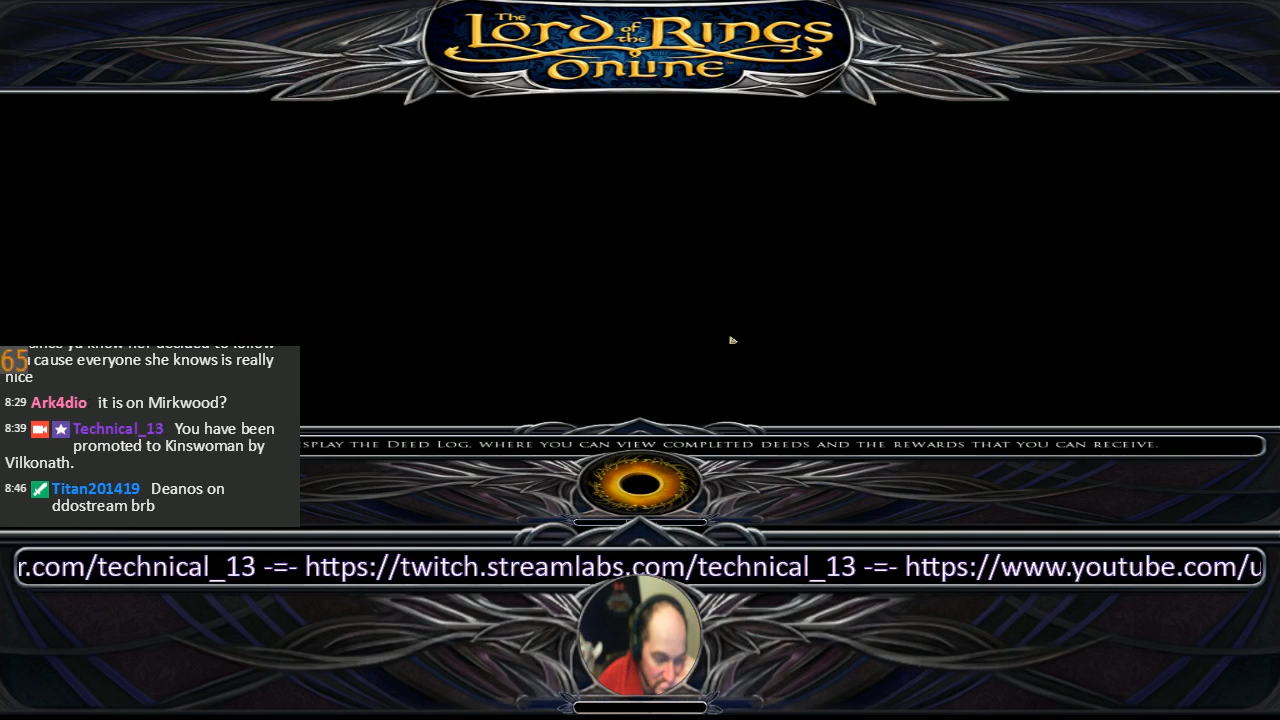 The
Lord of the Rings
Online
65
cause everyone she knows is really
nice
8:29 Ark4dio it is on Mirkwood?
8:39 Technical_13 You have been
promoted to Kinswoman by
Vilkonath.
8:46 Titan201419 Deanos on
ddostream brb
splay the Deed Log, where you can view completed deeds and the rewards that you can receive.
r.com/technical_13 -=- https://twitch.streamlabs.com/technical_13 -=- https://www.youtube.com/u